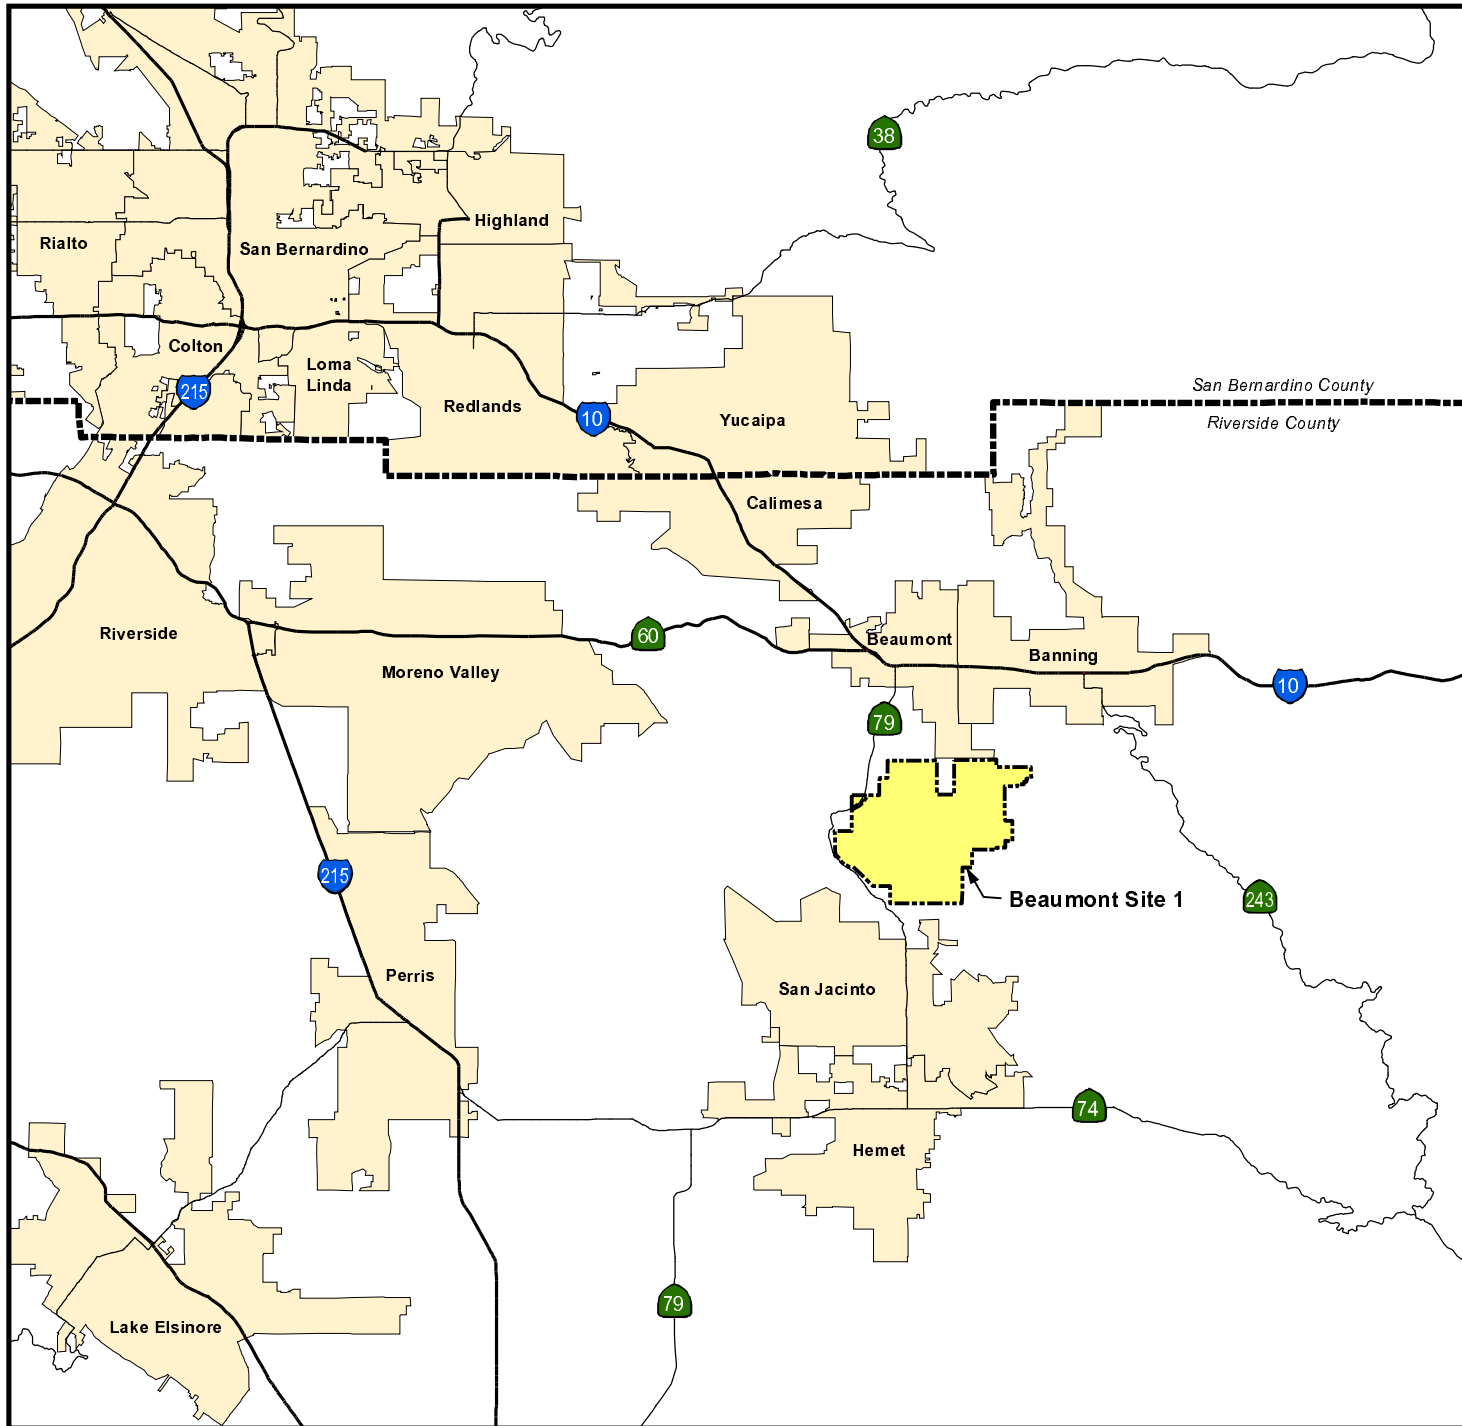 38
Highland
Rialto
San Bernardino
Colton
Loma
Linda
215
San Bernardino County
Redlands
10
Yucaipa
Riverside County
Calimesa
Riverside
60
Beaumont
Banning
Moreno Valley
10
79
215
Beaumont Site 1
243
Perris
San Jacinto
74
Hemet
79
Lake Elsinore